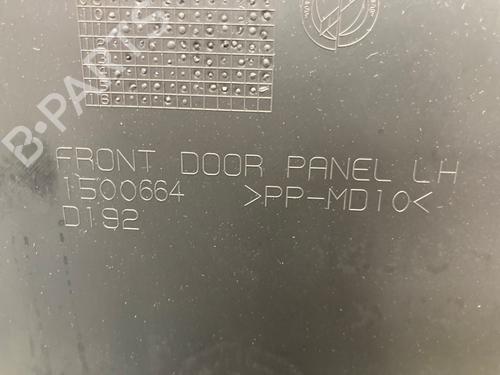 FRONT DOOR PANEL LH
1500664 >PP-MD10<
D192
B-PARTS